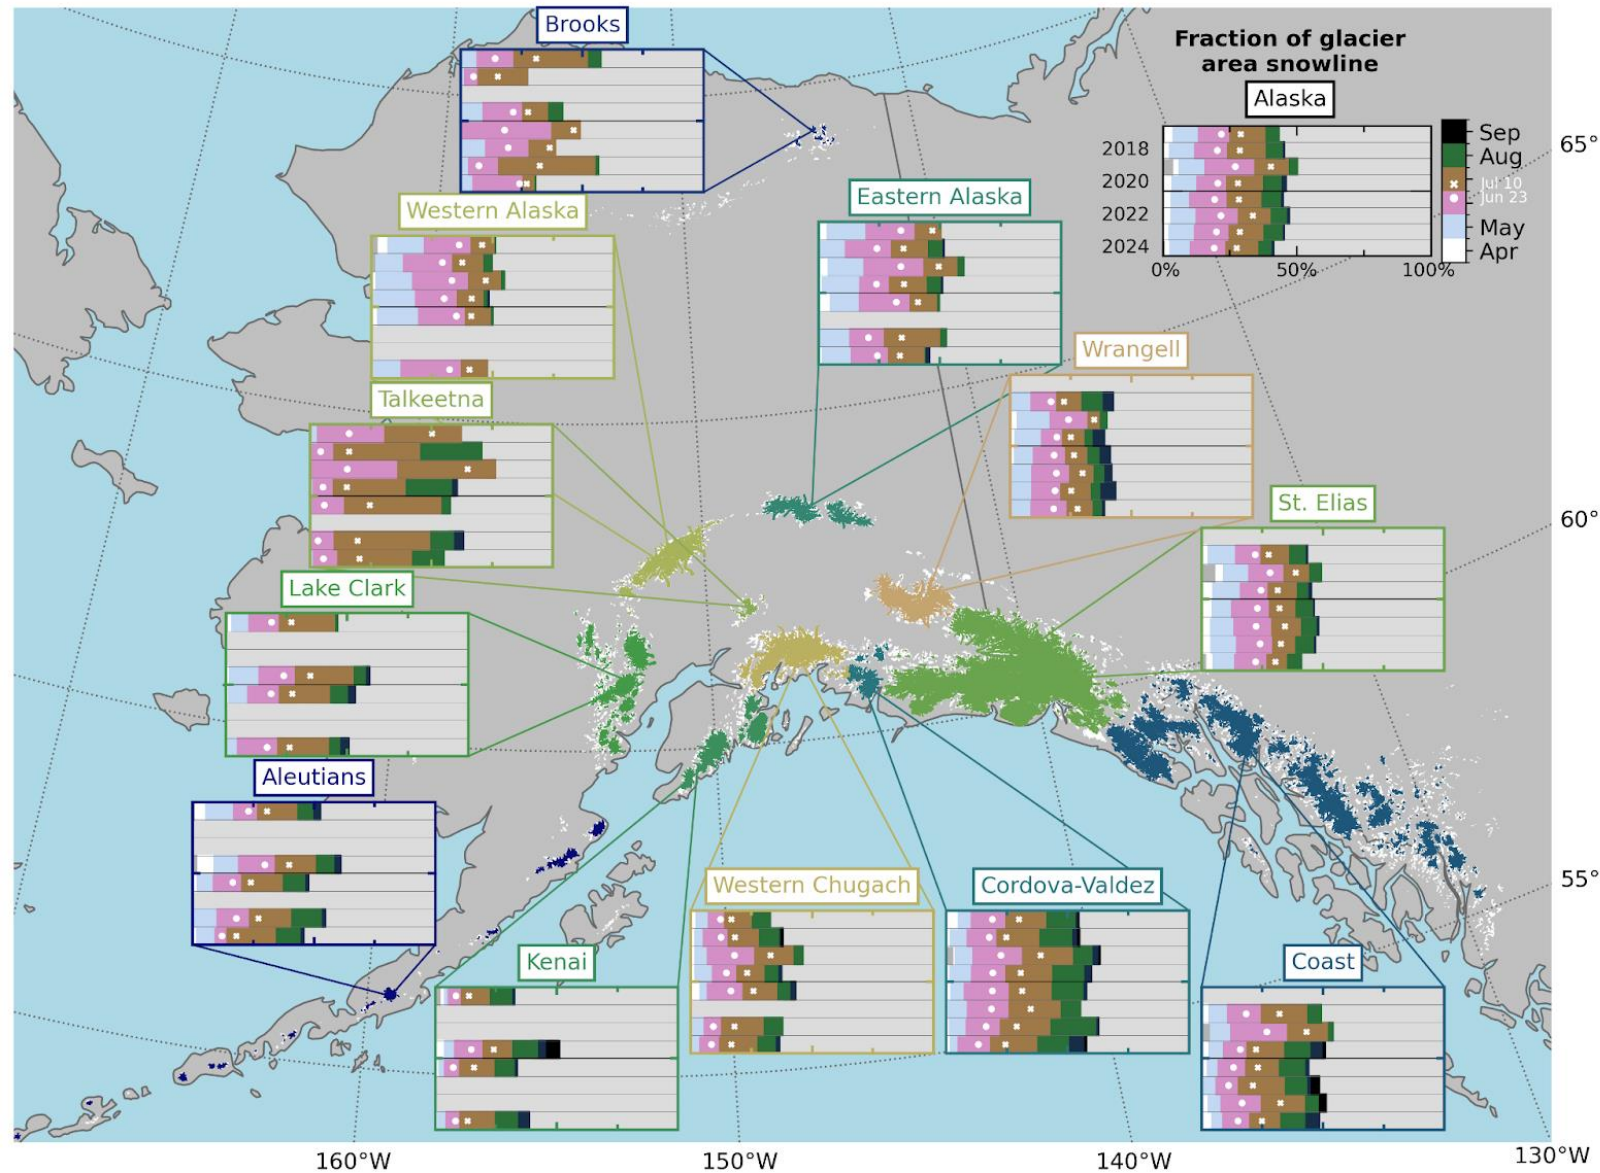 Brooks
Fraction of glacier
area snowline
Alaska
Sep
2018
Aug
65°
2020
Jul 10
Jun 23
2022
May
2024
Apr
0%
50%
100%
Western Alaska
Eastern Alaska
Wrangell
Talkeetna
St. Elias
60°
Lake Clark
Aleutians
Western Chugach
Cordova-Valdez
55°
Kenai
Coast
160°W
150°W
140°W
130°W